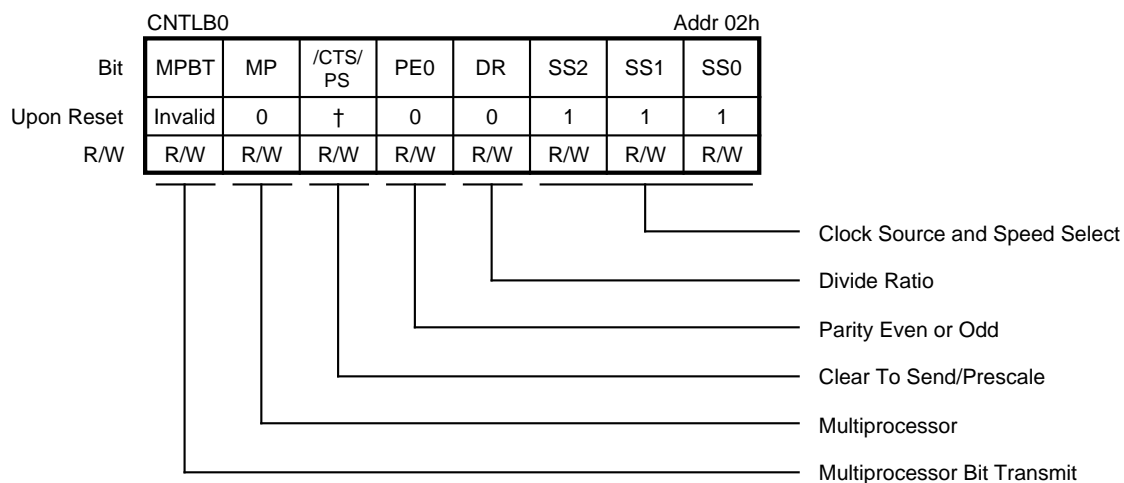 CNTLB0 Addr 02h
Bit MPBT MP /CTS/ PS PE0 DR SS2 SS1 SS0
Upon Reset Invalid 0 † 0 0 1 1 1
R/W R/W R/W R/W R/W R/W R/W R/W R/W
Clock Source and Speed Select
Divide Ratio
Parity Even or Odd
Clear To Send/Prescale
Multiprocessor
Multiprocessor Bit Transmit